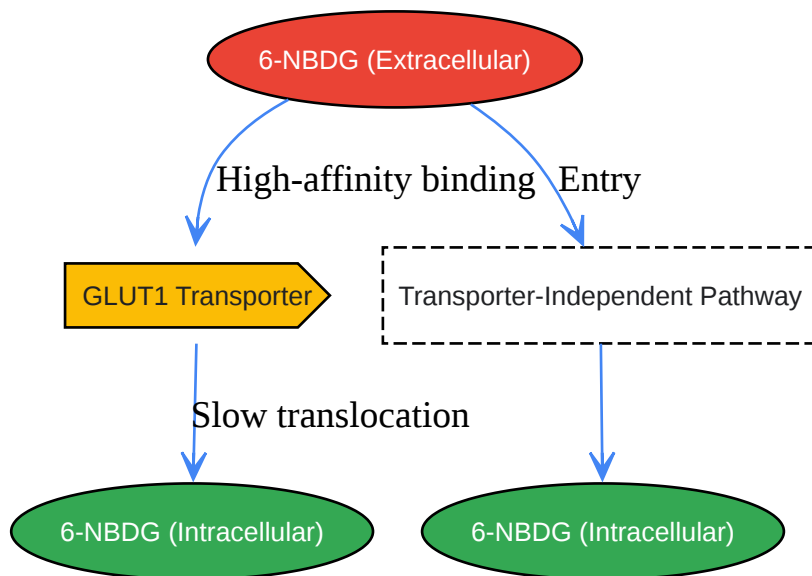 6-NBDG (Extracellular)
High-affinity binding
Entry
GLUT1 Transporter
Transporter-Independent Pathway
Slow translocation
6-NBDG (Intracellular)
6-NBDG (Intracellular)